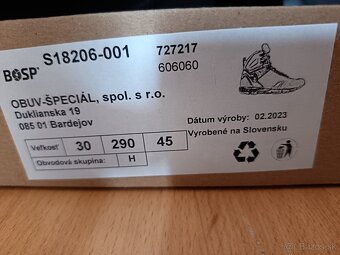 BOSP® S18206-001 727217
606060
OBUV-ŠPECIÁL, spol. s r.o.
Duklianska 19
085 01 Bardejov
Dátum výroby: 02.2023
Vyrobené na Slovensku
Veľkosť 30 290 45
Obvodová skupina: H